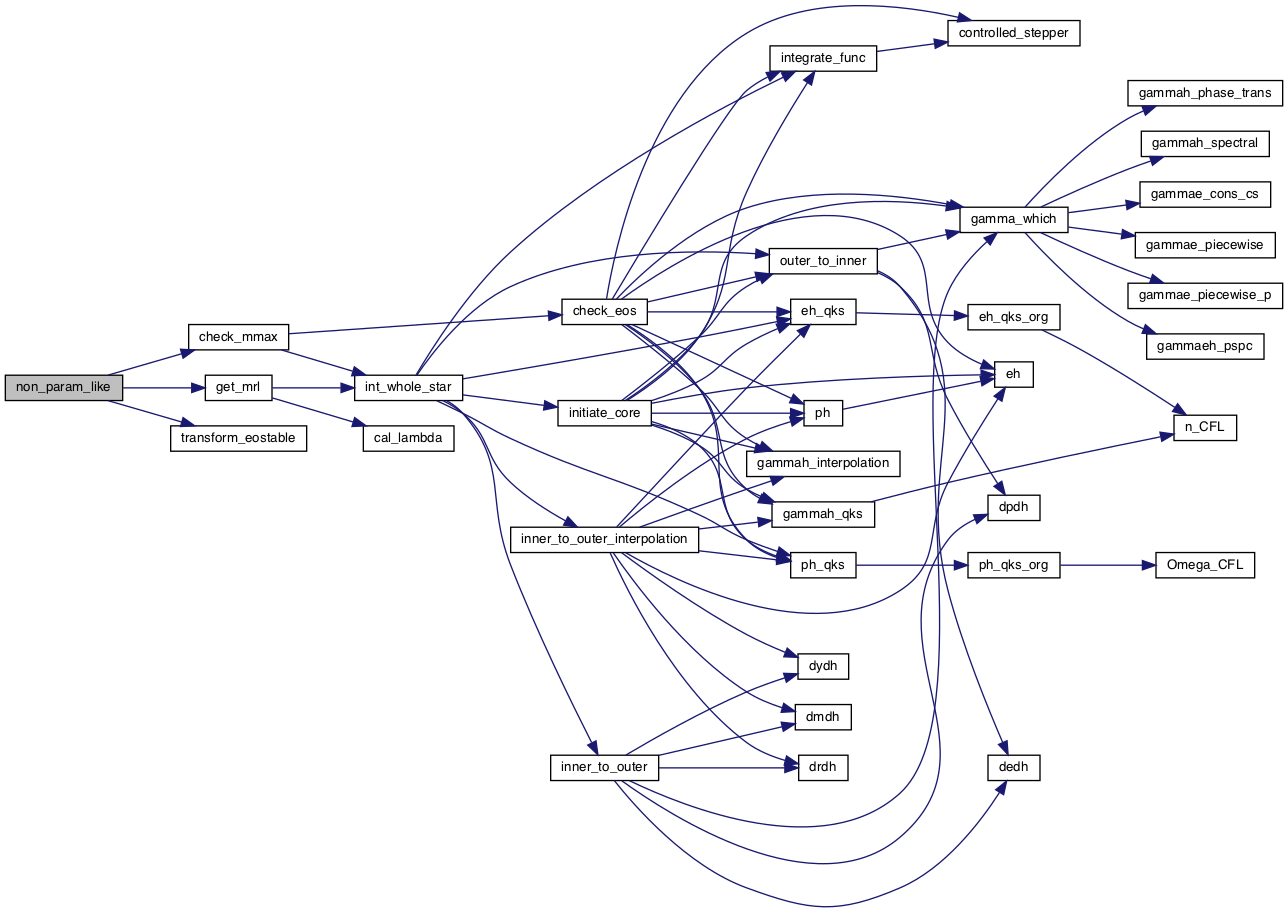 non_param_like
check_mmax
get_mrl
transform_eostable
int_whole_star
cal_lambda
check_eos
initiate_core
inner_to_outer_interpolation
inner_to_outer
integrate_func
outer_to_inner
eh_qks
ph
gammah_interpolation
gammah_qks
ph_qks
dydh
dmdh
drdh
controlled_stepper
gamma_which
eh_qks_org
eh
dpdh
ph_qks_org
dedh
gammah_phase_trans
gammah_spectral
gammae_cons_cs
gammae_piecewise
gammae_piecewise_p
gammaeh_pspc
n_CFL
Omega_CFL